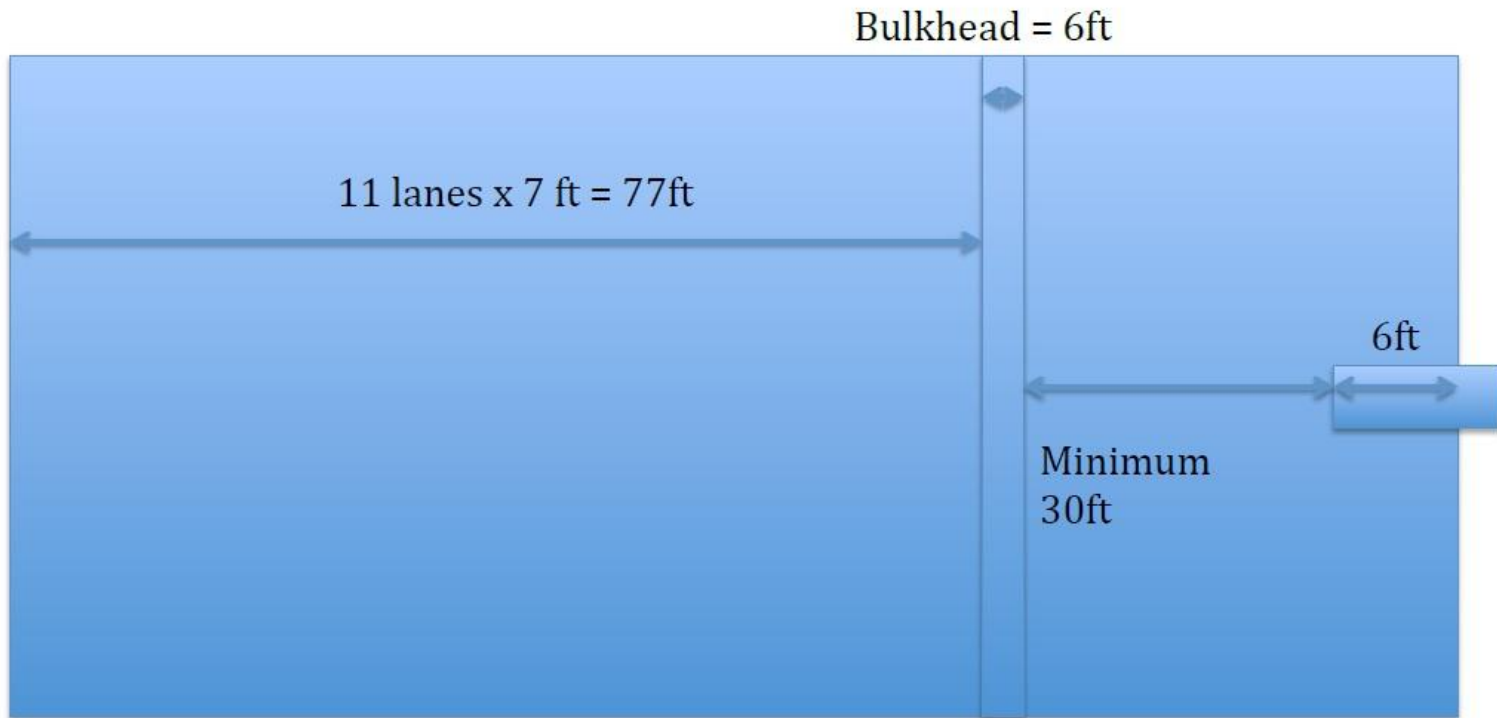 Bulkhead = 6ft
11 lanes x 7 ft = 77ft
6ft
Minimum
30ft